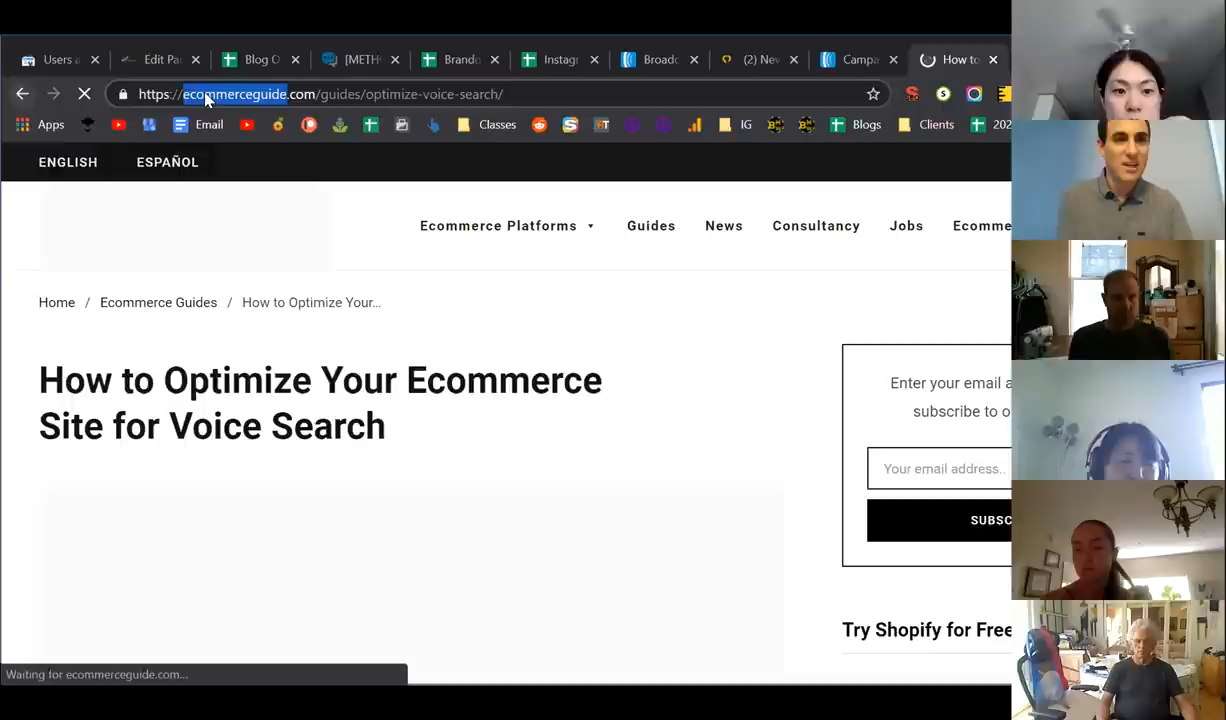 Users a
Edit Pa
Blog O
[METH
Brando
Instag
Broadc
(2) Nev
Campa
How to
https://ecommerceguide.com/guides/optimize-voice-search/
Apps
Email
Classes
IG
Blogs
Clients
202
ENGLISH
ESPAÑOL
Ecommerce Platforms
Guides
News
Consultancy
Jobs
Ecomme
Home / Ecommerce Guides / How to Optimize Your...
How to Optimize Your Ecommerce
Site for Voice Search
Enter your email a
subscribe to o
Your email address..
SUBSC
Try Shopify for Free
Waiting for ecommerceguide.com...